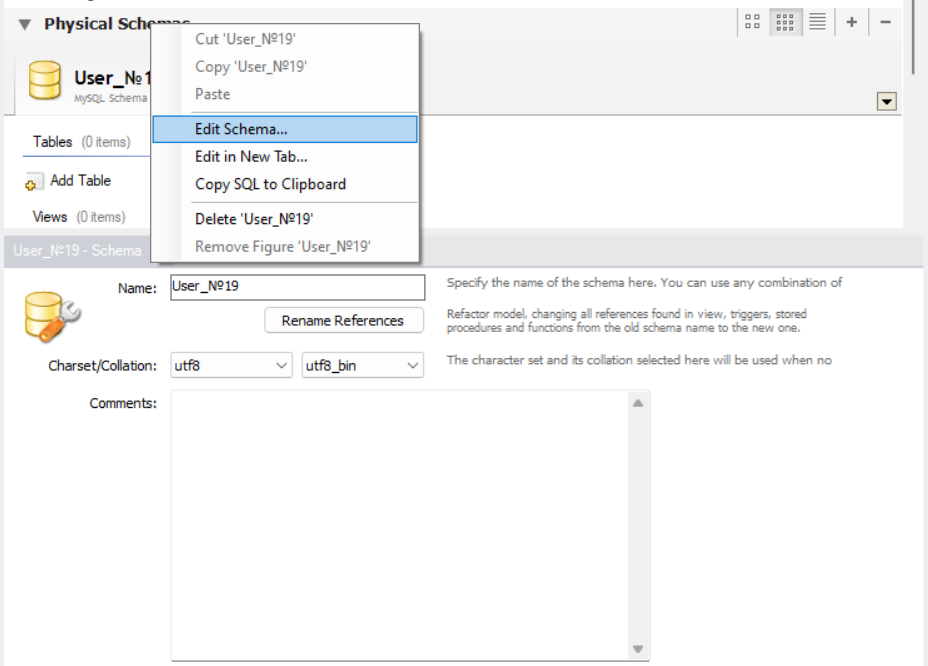 Physical Schemas
Cut 'User_№19'
Copy 'User_№19'
Paste
Edit Schema...
Edit in New Tab...
Copy SQL to Clipboard
Delete 'User_№19'
Remove Figure 'User_№19'
User_№1
MySQL Schema
Tables (0 items)
Add Table
Views (0 items)
User_№19 - Schema
Name: User_№19 Specify the name of the schema here. You can use any combination of
Rename References
Refactor model, changing all references found in view, triggers, stored
procedures and functions from the old schema name to the new one.
Charset/Collation: utf8 utf8_bin The character set and its collation selected here will be used when no
Comments: